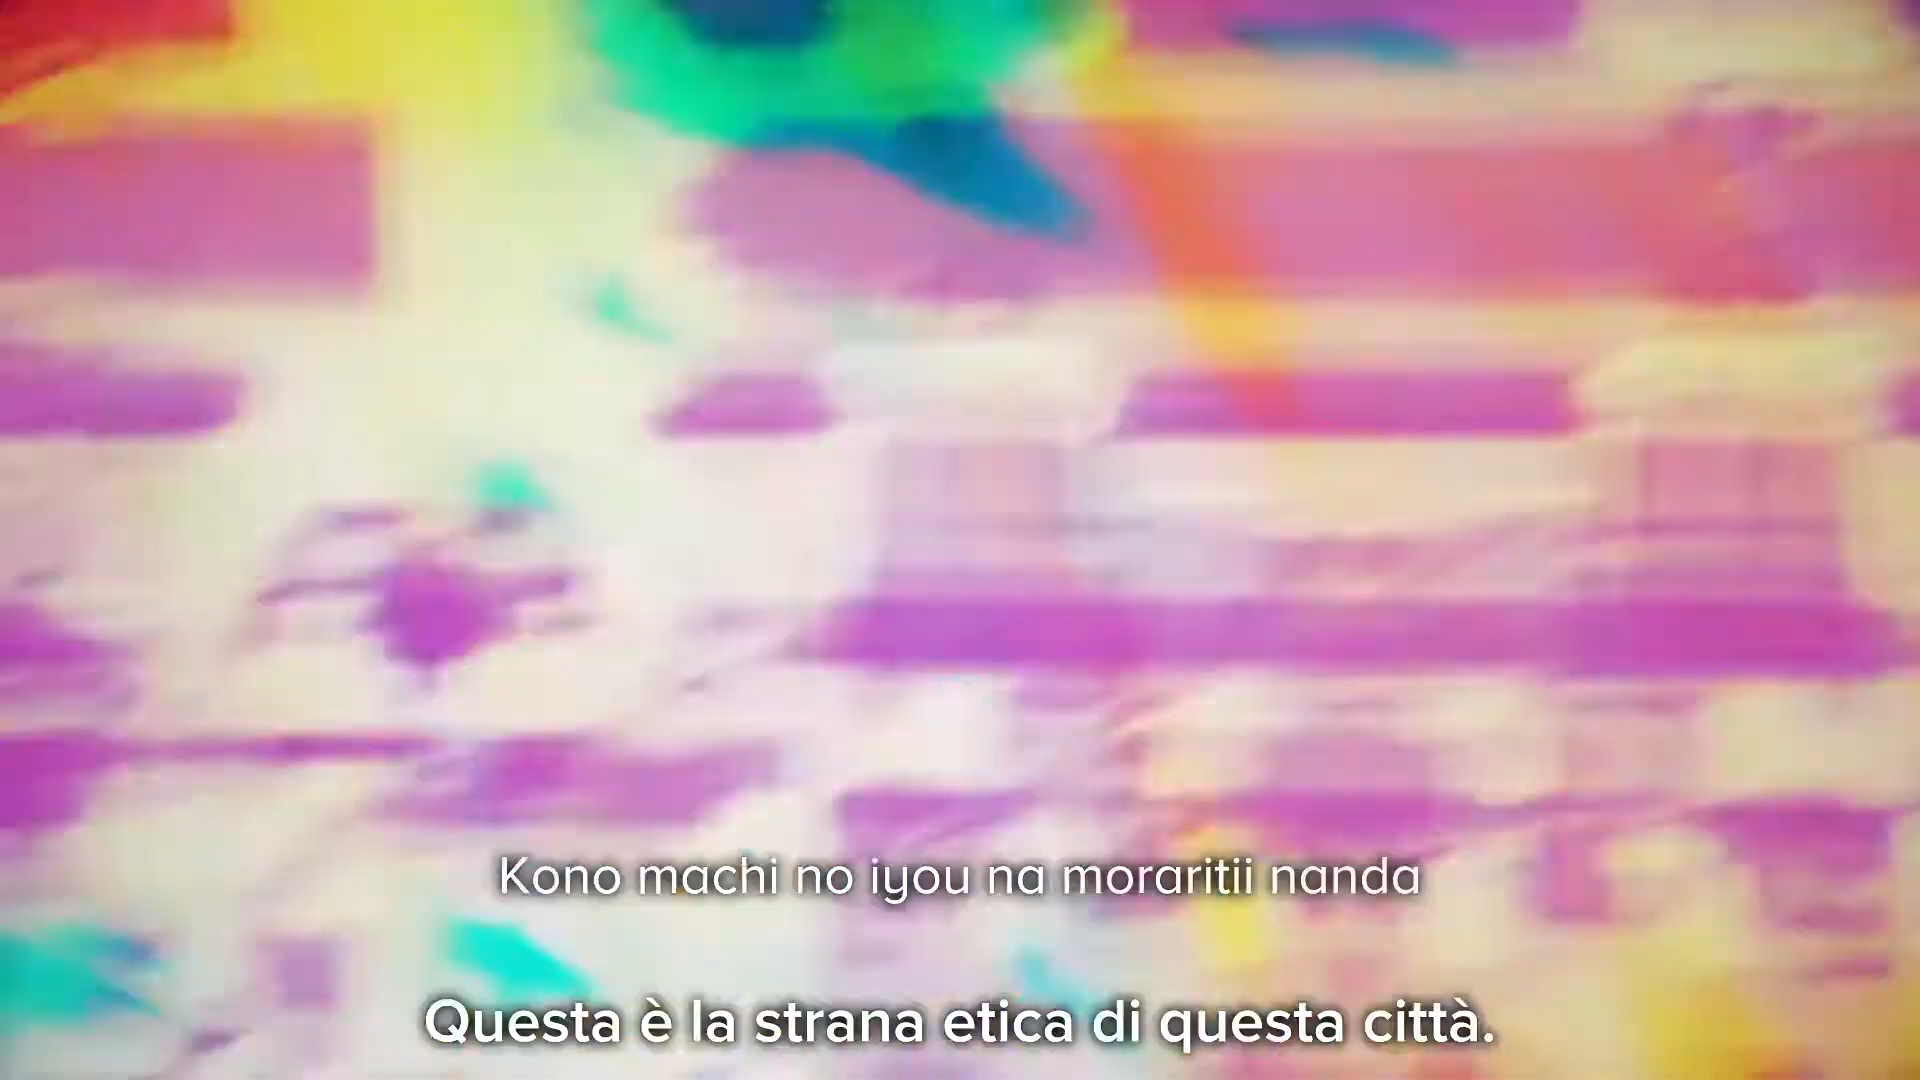 Kono machi no iyou na moraritii nanda
Questa è la strana etica di questa città.